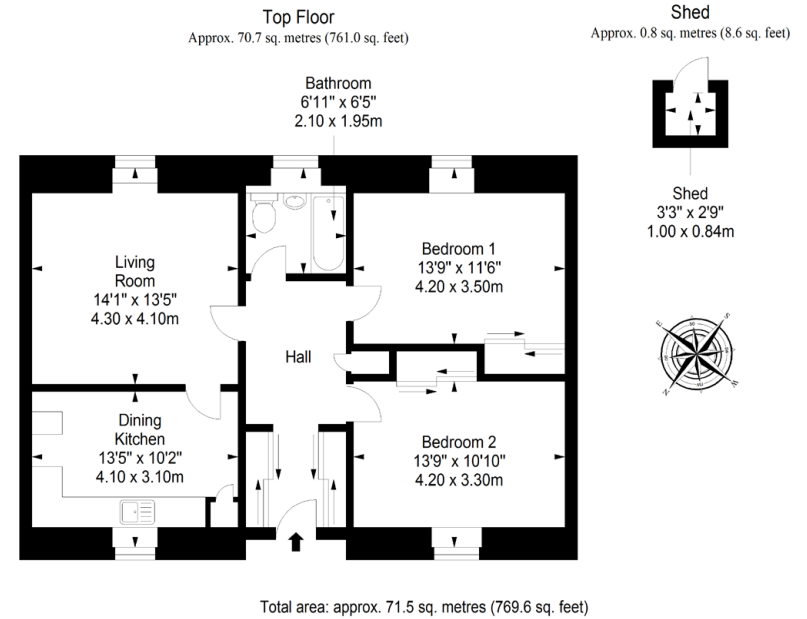 Top Floor
Approx. 70.7 sq. metres (761.0 sq. feet)
Shed
Approx. 0.8 sq. metres (8.6 sq. feet)
Bathroom
6'11" x 6'5"
2.10 x 1.95m
Shed
3'3" x 2'9"
1.00 x 0.84m
Living
Room
14'1" x 13'5"
4.30 x 4.10m
Bedroom 1
13'9" x 11'6"
4.20 x 3.50m
Hall
E
S
N
W
Dining
Kitchen
13'5" x 10'2"
4.10 x 3.10m
Bedroom 2
13'9" x 10'10"
4.20 x 3.30m
Total area: approx. 71.5 sq. metres (769.6 sq. feet)